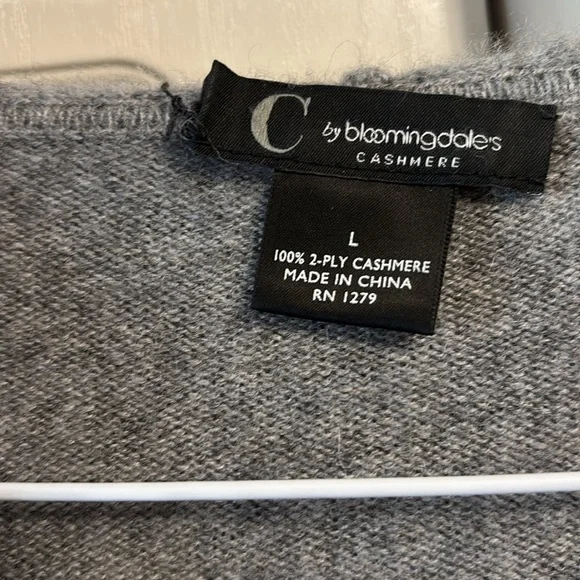 C by bloomingdale's
CASHMERE
L
100% 2-PLY CASHMERE
MADE IN CHINA
RN 1279